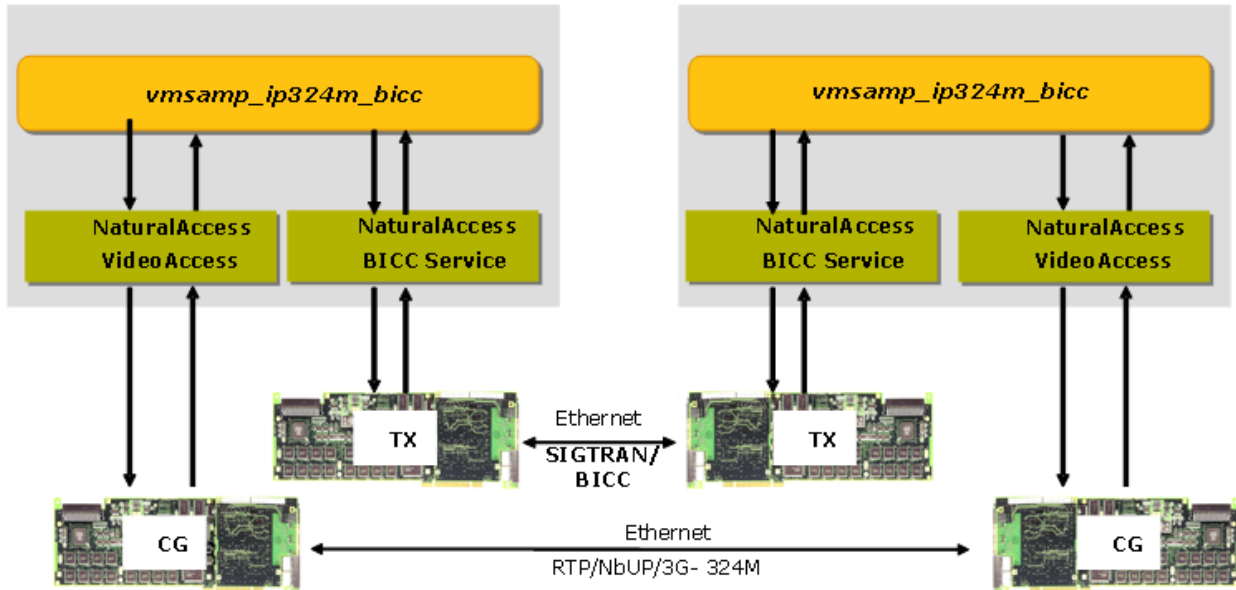 vmsamp_ip324m_bicc
vmsamp_ip324m_bicc
NaturalAccess
VideoAccess
NaturalAccess
BICC Service
NaturalAccess
BICC Service
NaturalAccess
VideoAccess
TX
Ethernet
SIGTRAN/
BICC
TX
CG
Ethernet
RTP/NbUP/3G- 324M
CG